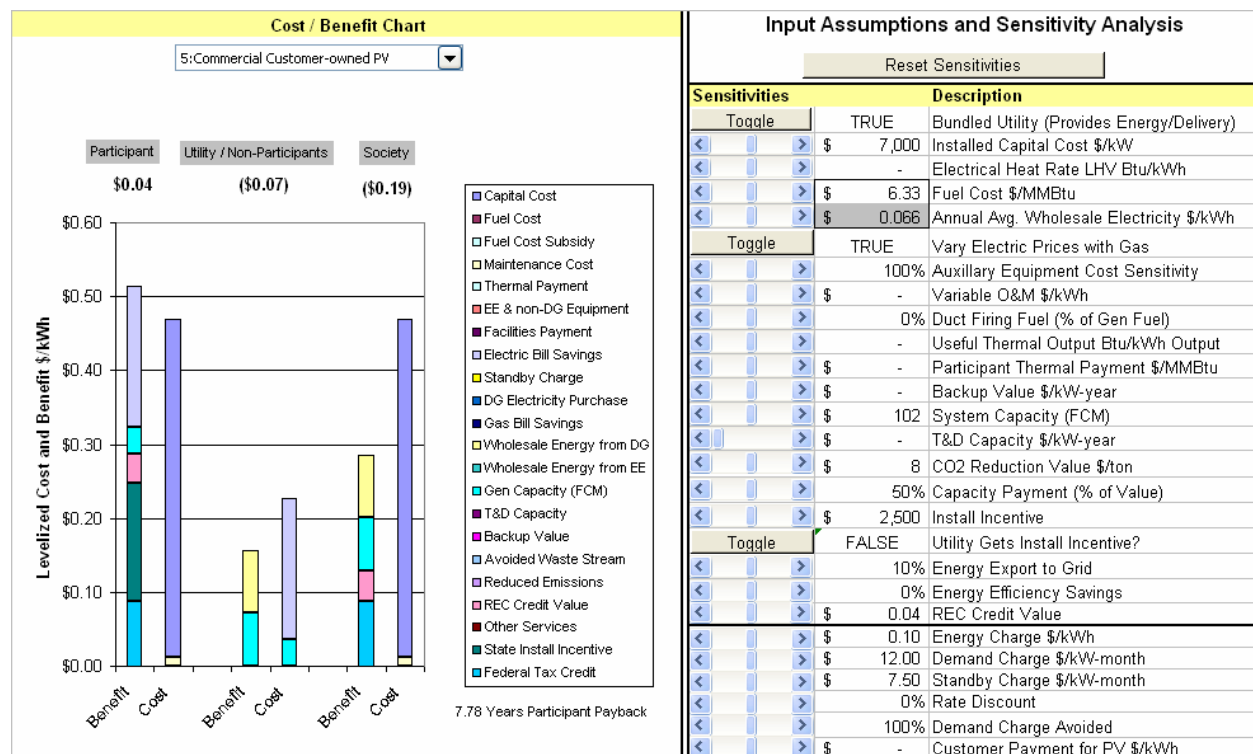 Cost / Benefit Chart
5:Commercial Customer-owned PV
Participant Utility / Non-Participants Society
$0.04 ($0.07) ($0.19)
Levelized Cost and Benefit $/kWh
$0.60
$0.50
$0.40
$0.30
$0.20
$0.10
$0.00
Benefit Cost Benefit Cost Benefit Cost
Capital Cost
Fuel Cost
Fuel Cost Subsidy
Maintenance Cost
Thermal Payment
EE & non-DG Equipment
Facilities Payment
Electric Bill Savings
Standby Charge
DG Electricity Purchase
Gas Bill Savings
Wholesale Energy from DG
Wholesale Energy from EE
Gen Capacity (FCM)
T&D Capacity
Backup Value
Avoided Waste Stream
Reduced Emissions
REC Credit Value
Other Services
State Install Incentive
Federal Tax Credit
7.78 Years Participant Payback
Input Assumptions and Sensitivity Analysis
Reset Sensitivities
Sensitivities Description
Toggle TRUE Bundled Utility (Provides Energy/Delivery)
$ 7,000 Installed Capital Cost $/kW
- Electrical Heat Rate LHV Btu/kWh
$ 6.33 Fuel Cost $/MMBtu
$ 0.066 Annual Avg. Wholesale Electricity $/kWh
Toggle TRUE Vary Electric Prices with Gas
100% Auxillary Equipment Cost Sensitivity
$ - Variable O&M $/kWh
0% Duct Firing Fuel (% of Gen Fuel)
- Useful Thermal Output Btu/kWh Output
$ - Participant Thermal Payment $/MMBtu
$ - Backup Value $/kW-year
$ 102 System Capacity (FCM)
$ - T&D Capacity $/kW-year
$ 8 CO2 Reduction Value $/ton
50% Capacity Payment (% of Value)
$ 2,500 Install Incentive
Toggle FALSE Utility Gets Install Incentive?
10% Energy Export to Grid
0% Energy Efficiency Savings
$ 0.04 REC Credit Value
$ 0.10 Energy Charge $/kWh
$ 12.00 Demand Charge $/kW-month
$ 7.50 Standby Charge $/kW-month
0% Rate Discount
100% Demand Charge Avoided
$ - Customer Payment for PV $/kWh